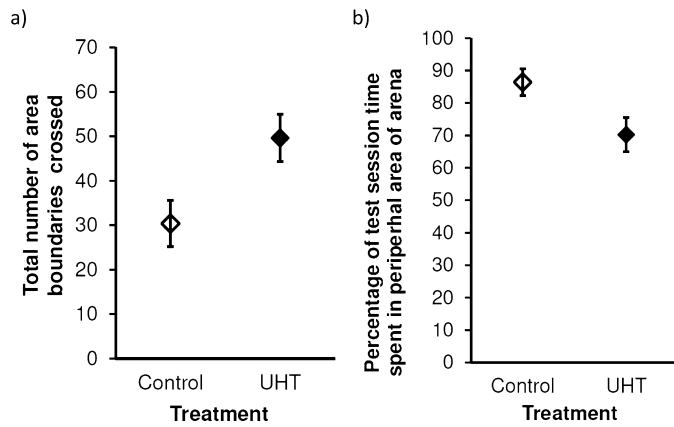 a)
Total number of area
boundaries crossed
70
60
50
40
30
20
10
0
Control
UHT
Treatment
b)
Percentage of test session time
spent in periperhal area of arena
100
90
80
70
60
50
40
30
20
10
0
Control
UHT
Treatment